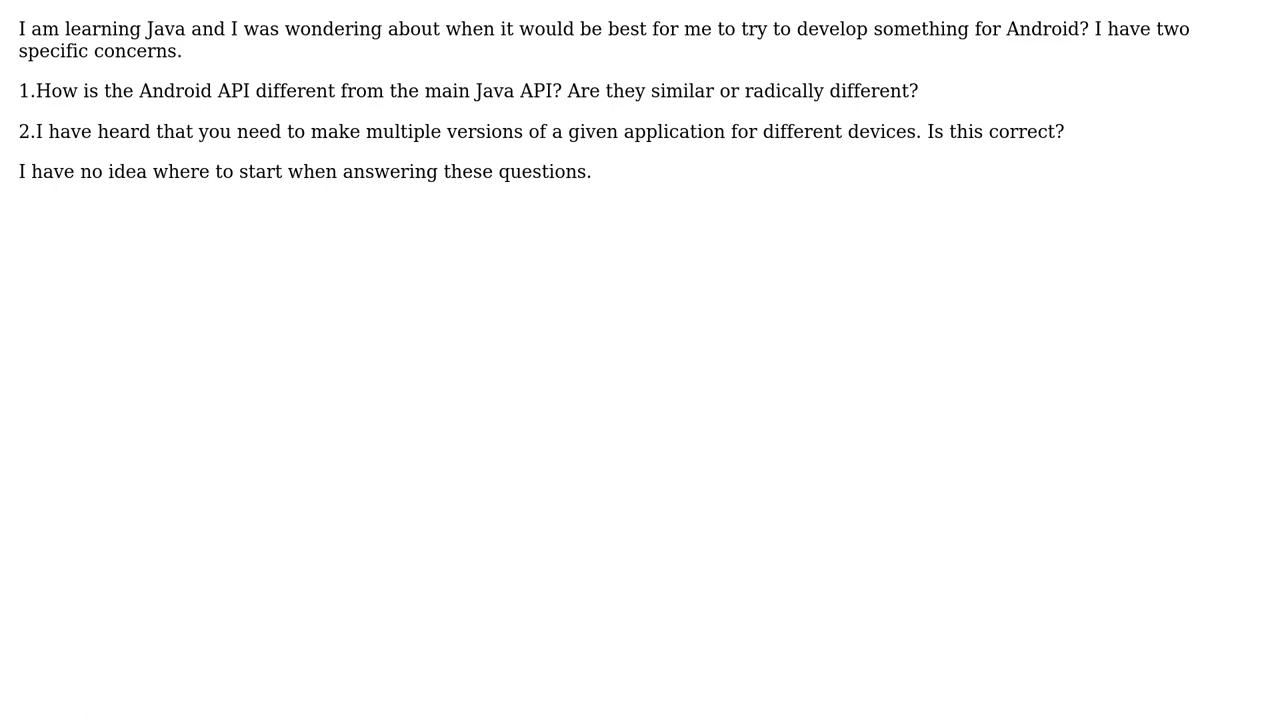 I am learning Java and I was wondering about when it would be best for me to try to develop something for Android? I have two
specific concerns.
1.How is the Android API different from the main Java API? Are they similar or radically different?
2.I have heard that you need to make multiple versions of a given application for different devices. Is this correct?
I have no idea where to start when answering these questions.